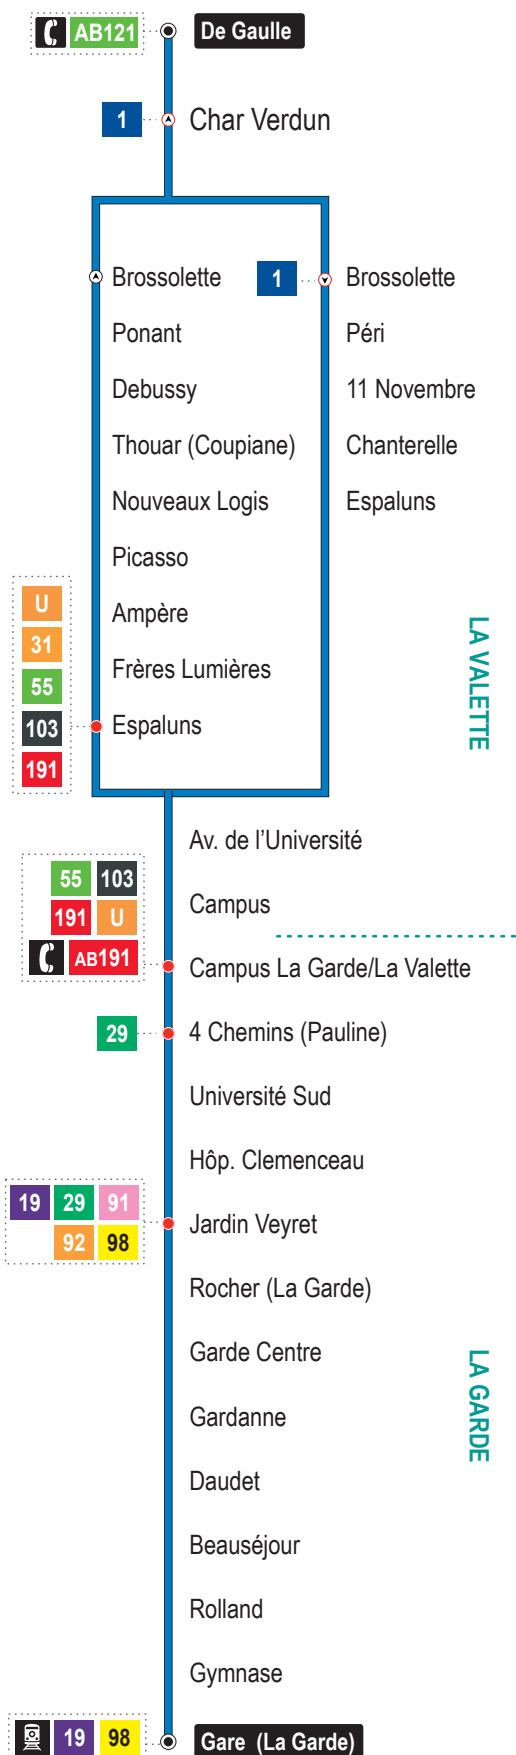 AB121 De Gaulle
1 Char Verdun
Brossolette
Ponant
Debussy
Thouar (Coupiane)
Nouveaux Logis
Picasso
Ampère
Frères Lumières
Espaluns
U
31
55
103
191
1 Brossolette
Péri
11 Novembre
Chanterelle
Espaluns
LA VALETTE
Av. de l’Université
Campus
55 103
191 U
AB191
Campus La Garde/La Valette
29 4 Chemins (Pauline)
Université Sud
Hôp. Clemenceau
19 29 91
92 98
Jardin Veyret
Rocher (La Garde)
Garde Centre
LA GARDE
Gardanne
Daudet
Beauséjour
Rolland
Gymnase
19 98 Gare (La Garde)